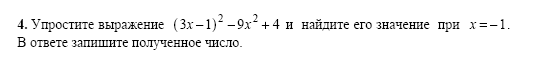 4. Упростите выражение (3x−1)² −9x² + 4 и найдите его значение при x = −1.
В ответе запишите полученное число.